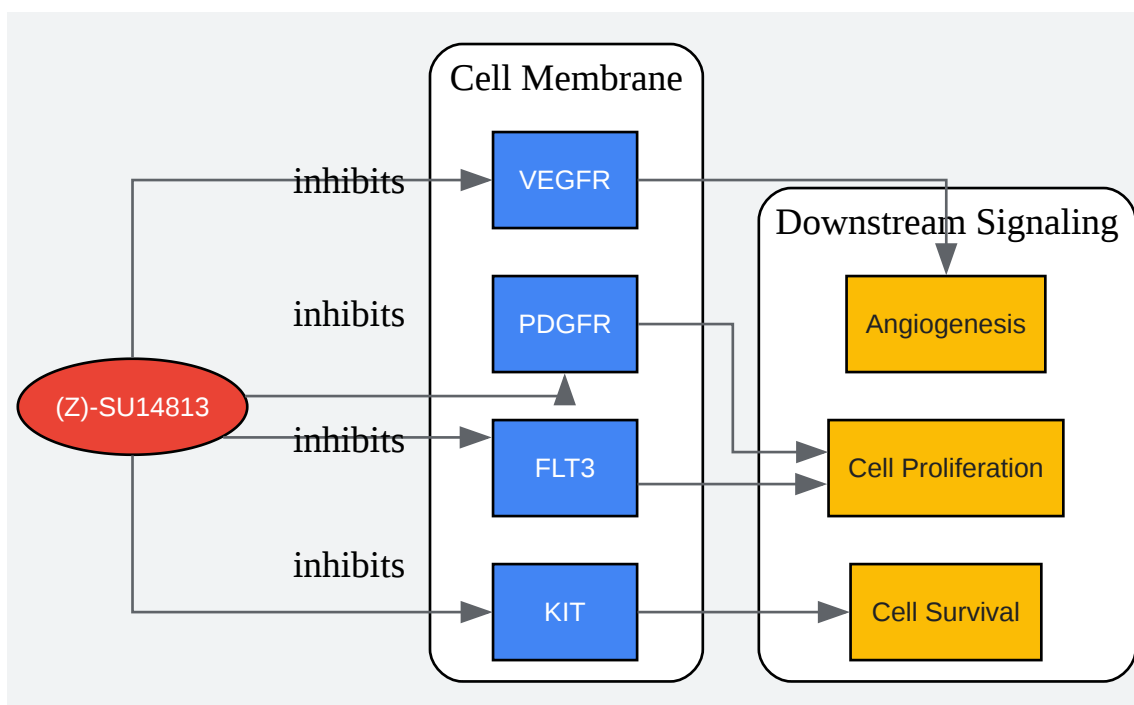 Cell Membrane
inhibits
VEGFR
Downstream Signaling
inhibits
PDGFR
Angiogenesis
(Z)-SU14813
inhibits
FLT3
Cell Proliferation
inhibits
KIT
Cell Survival